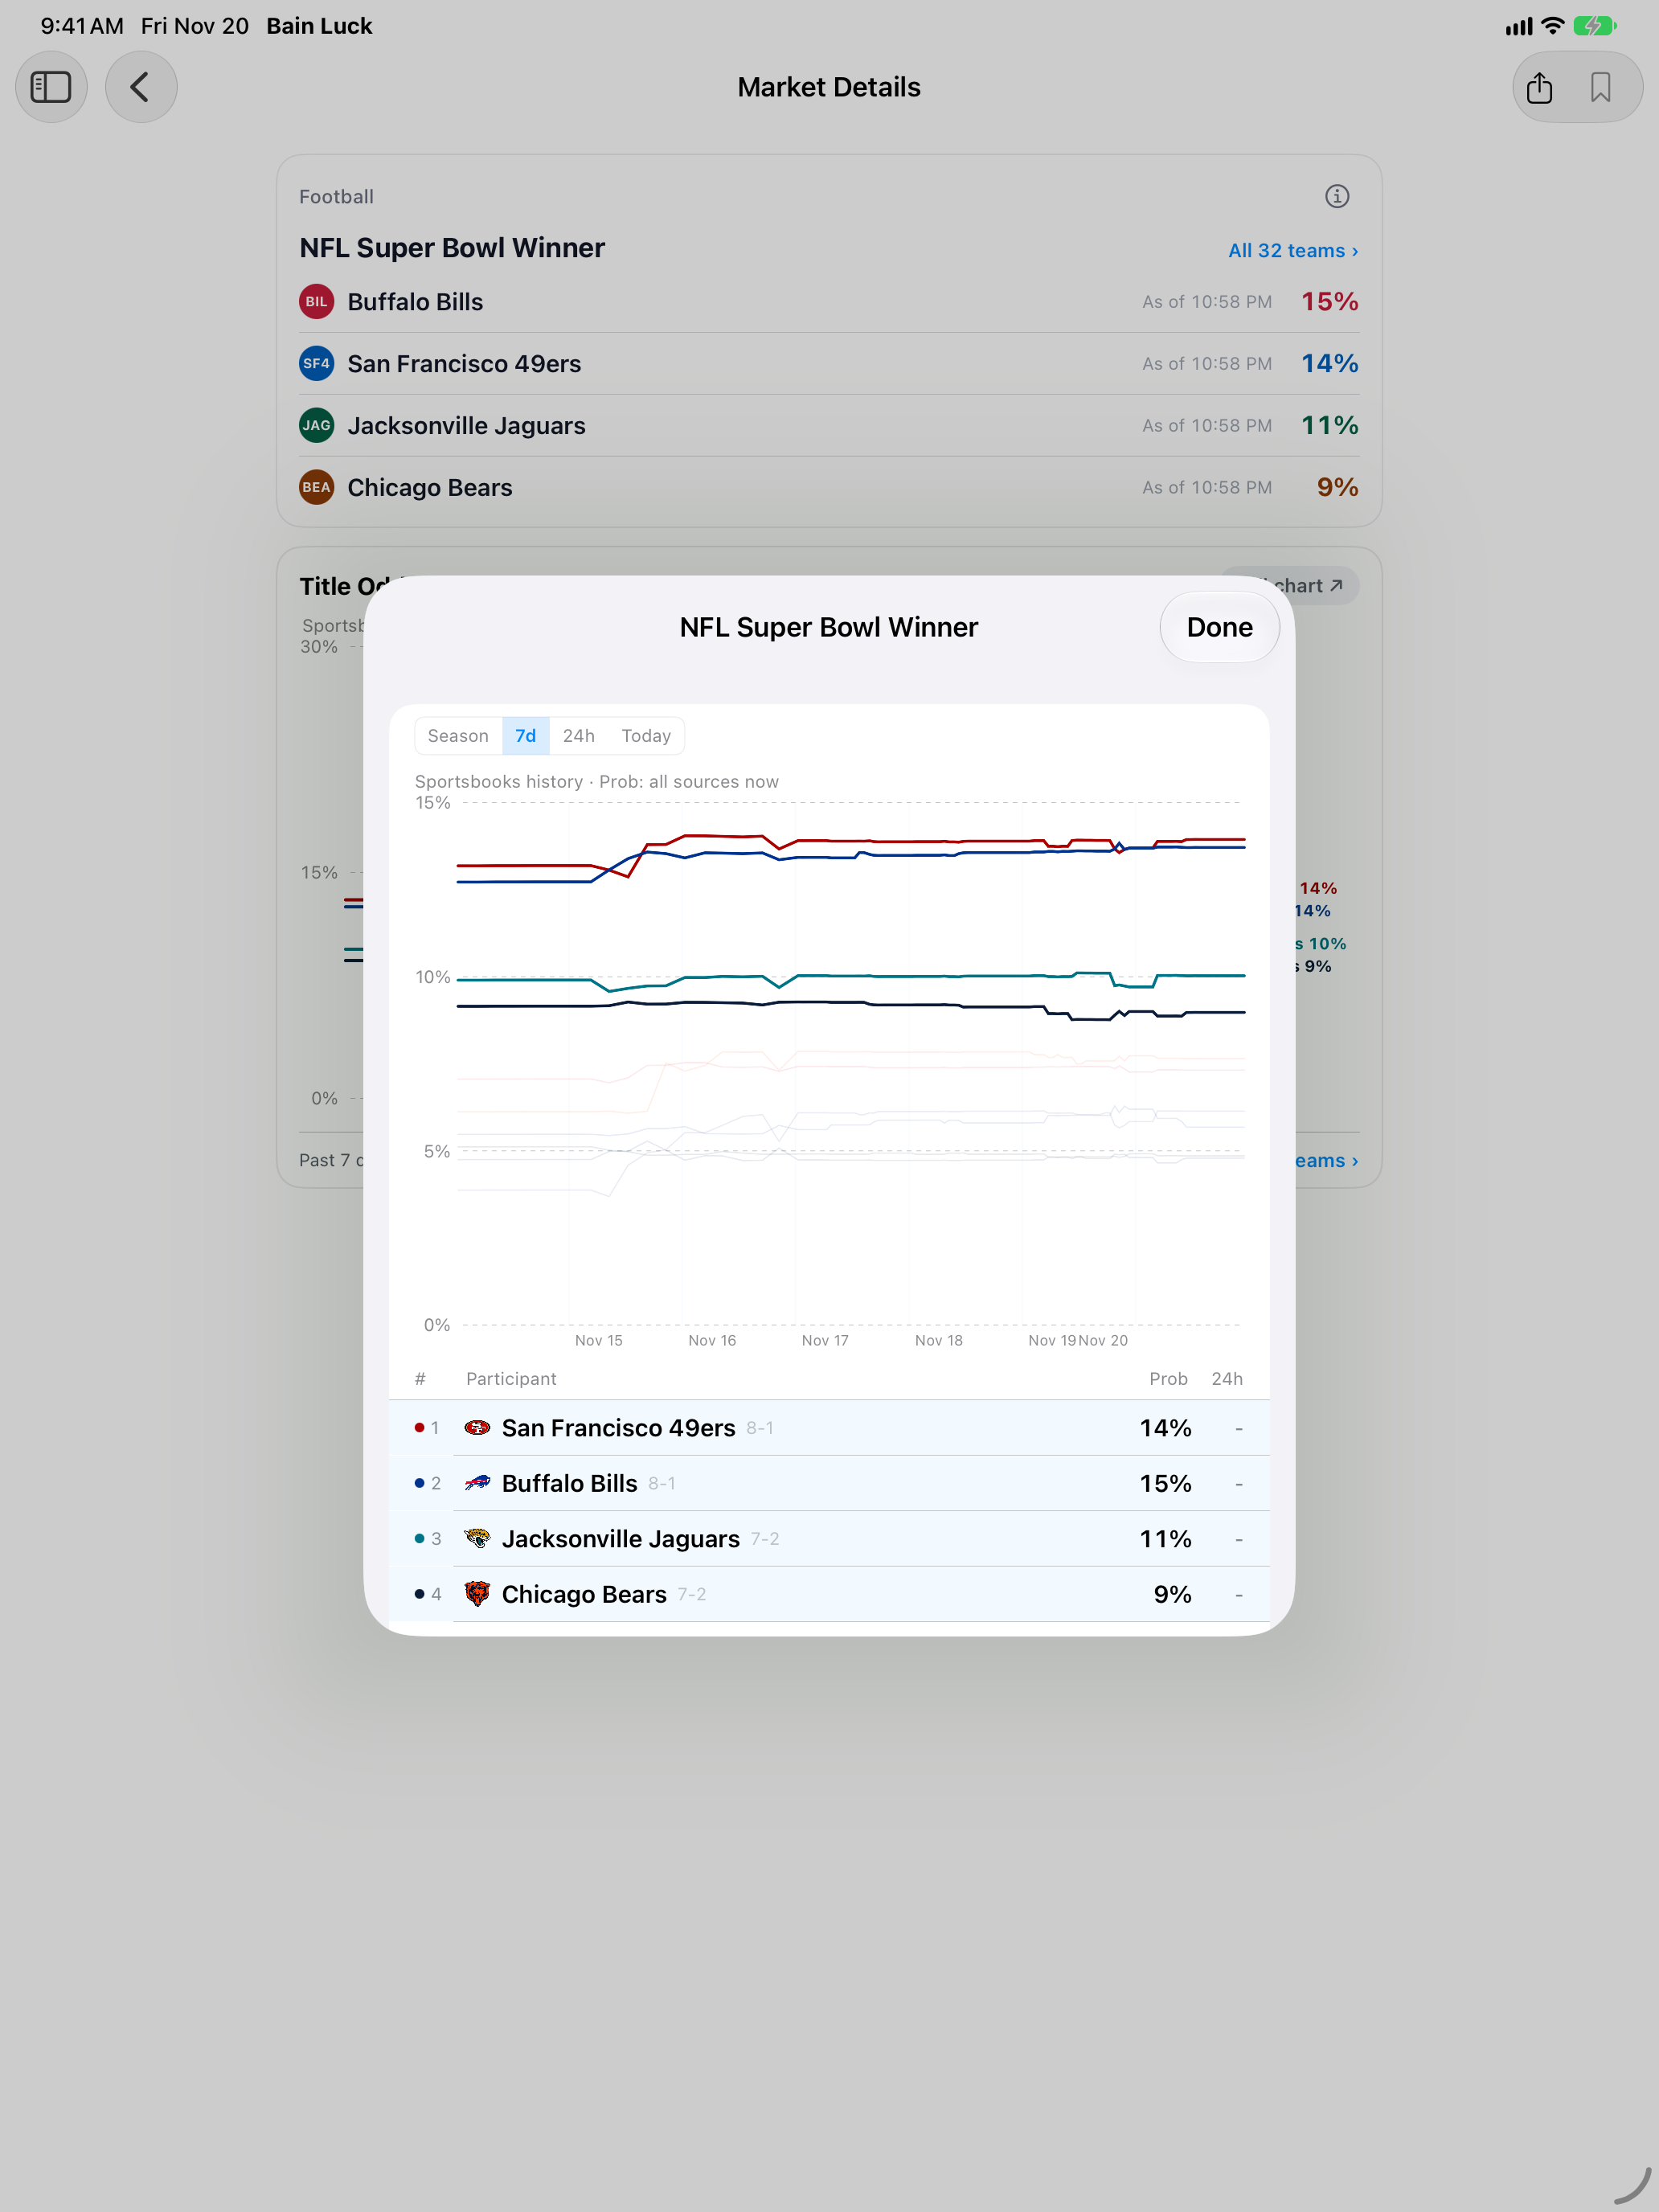 9:41 AM Fri Nov 20 Bain Luck
Market Details
Football
NFL Super Bowl Winner All 32 teams ›
BIL Buffalo Bills As of 10:58 PM 15%
SF4 San Francisco 49ers As of 10:58 PM 14%
JAG Jacksonville Jaguars As of 10:58 PM 11%
BEA Chicago Bears As of 10:58 PM 9%
Title chart
30%
15%
0%
14%
14%
s 10%
s 9%
Past 7 eams ›
NFL Super Bowl Winner Done
Season 7d 24h Today
Sportsbooks history · Prob: all sources now
15%
10%
5%
0%
Nov 15 Nov 16 Nov 17 Nov 18 Nov 19 Nov 20
# Participant Prob 24h
1 San Francisco 49ers 8-1 14% -
2 Buffalo Bills 8-1 15% -
3 Jacksonville Jaguars 7-2 11% -
4 Chicago Bears 7-2 9% -